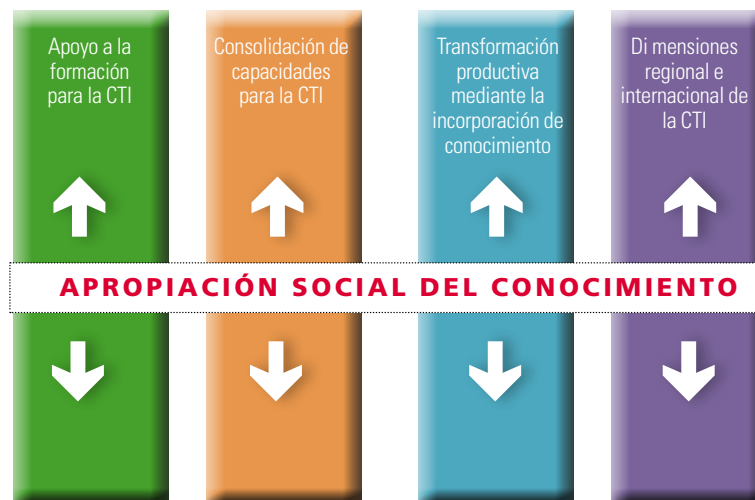 Apoyo a la
formación
para la CTI
Consolidación de
capacidades
para la CTI
Transformación
productiva
mediante la
incorporación de
conocimiento
Di mensiones
regional e
internacional de
la CTI
APROPIACIÓN SOCIAL DEL CONOCIMIENTO